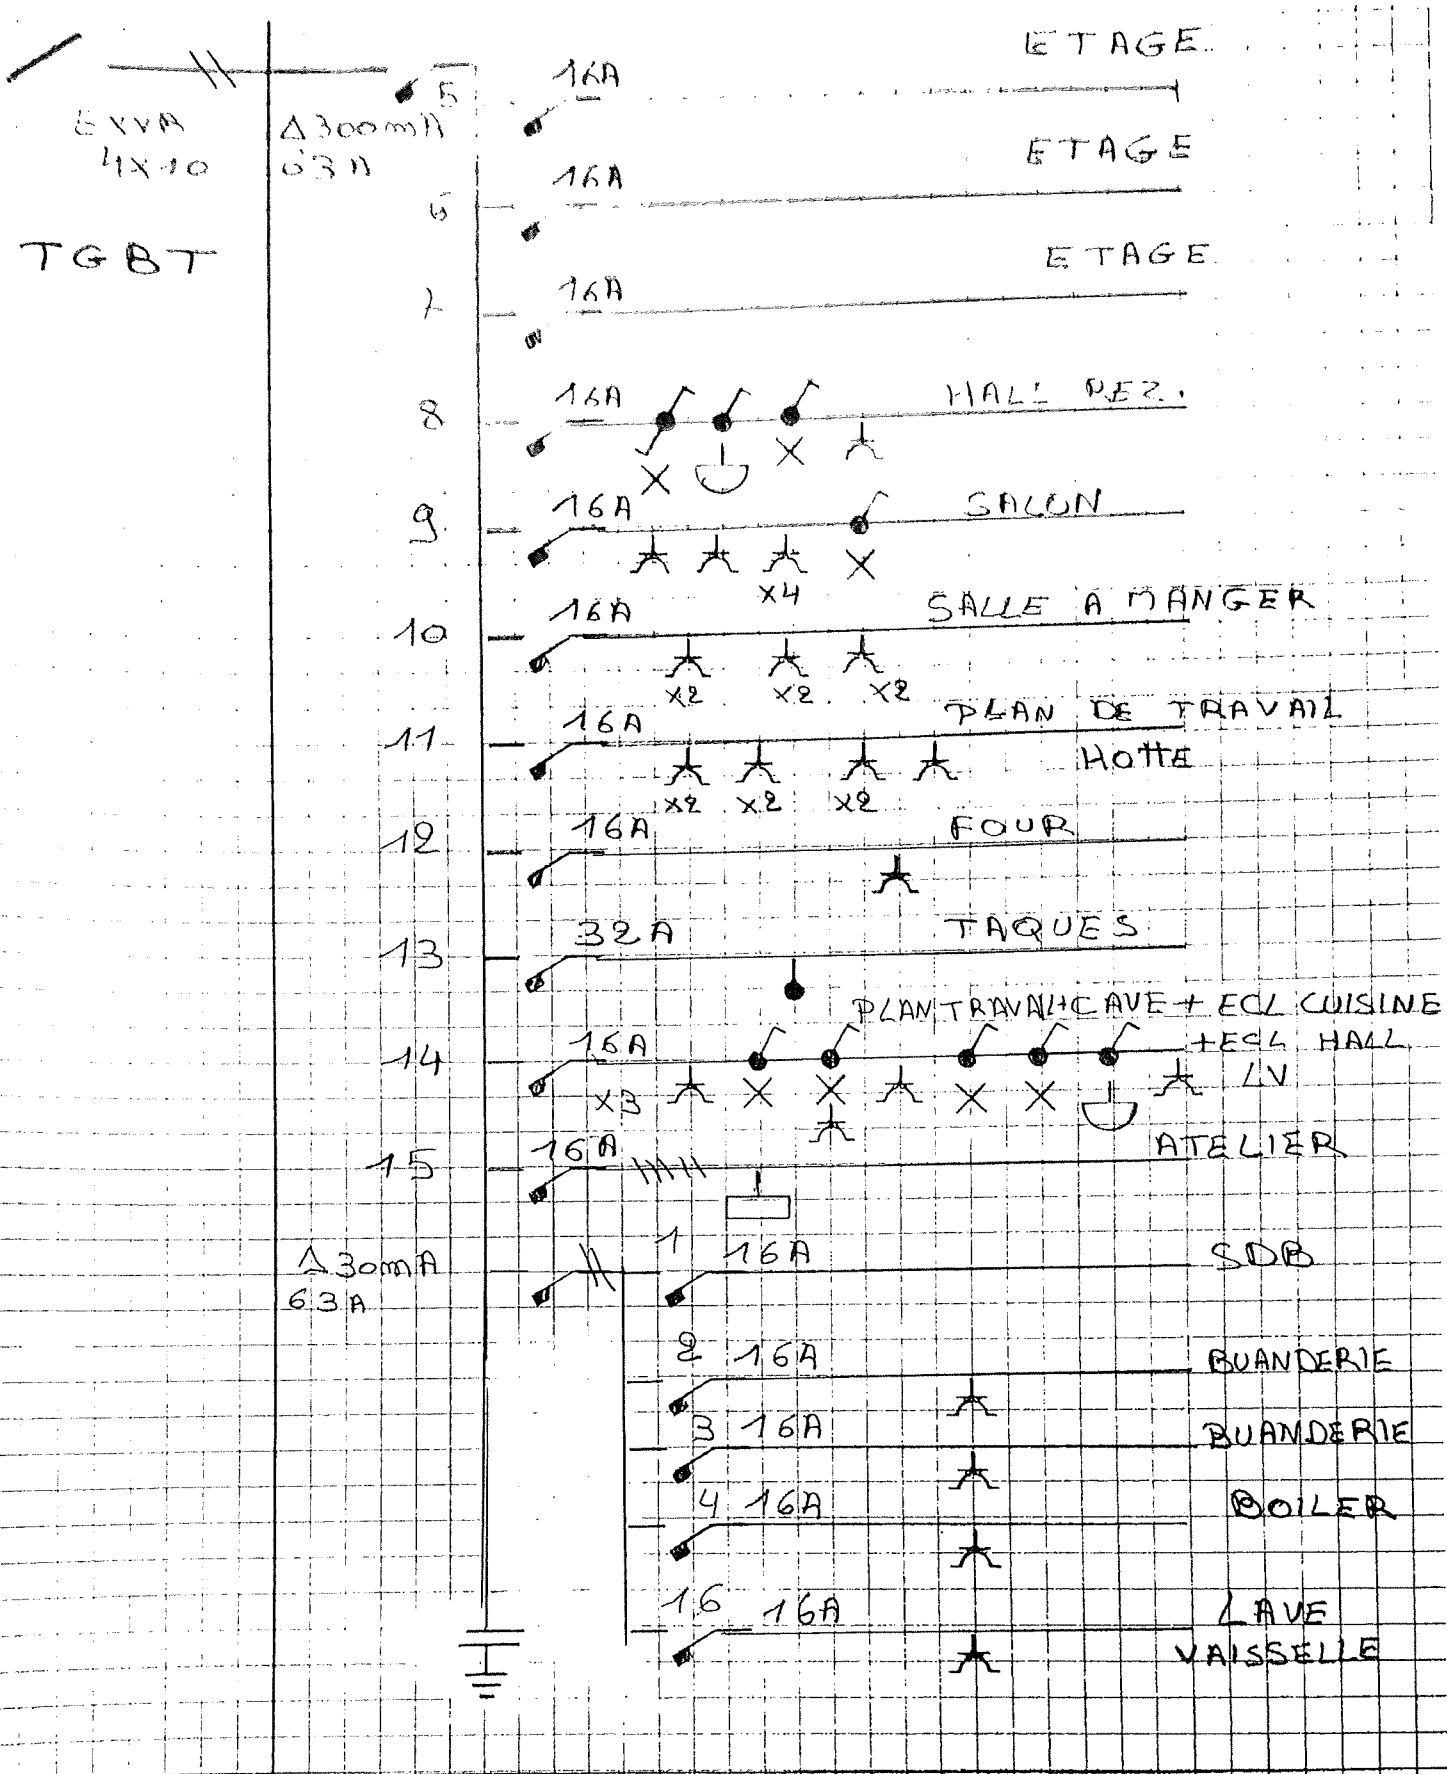 ETAGE
5 16A
EXVB Δ300mA
4x10 63A
ETAGE
16A
6
TGBT
ETAGE
7 16A
HALL REZ.
8 16A
SALON
9 16A
x4
SALLE A MANGER
10 16A
x2 x2 x2
PLAN DE TRAVAIL
11 16A
HOTTE
x2 x2 x2
12 16A FOUR
13 32A TAQUES
PLAN TRAVAIL+CAVE + ECL CUISINE
14 16A + ECL HALL
x3 LV
15 16A ATELIER
Δ30mA 1 16A SDB
63A
2 16A BUANDERIE
3 16A BUANDERIE
4 16A BOILER
16 16A LAVE
VAISSELLE